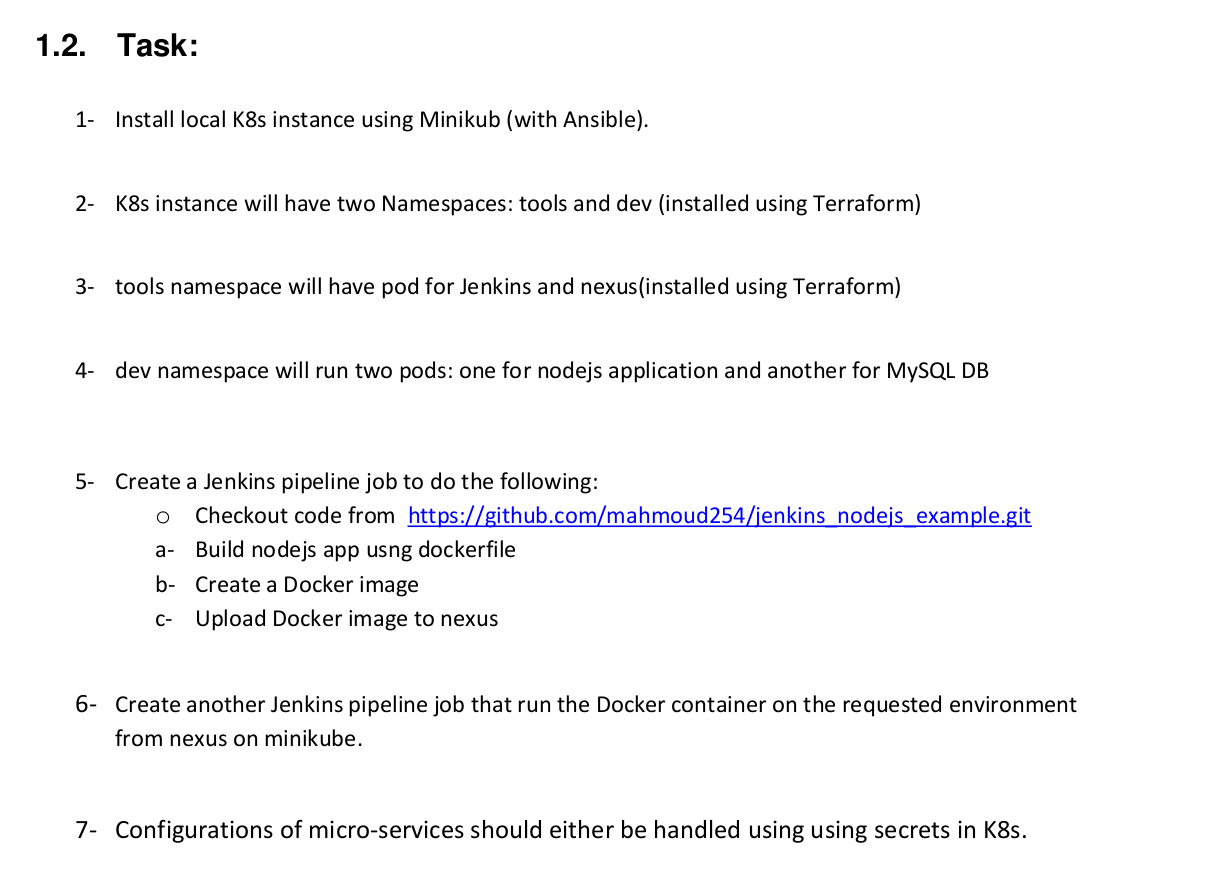 1.2. Task:
1- Install local K8s instance using Minikub (with Ansible).
2- K8s instance will have two Namespaces: tools and dev (installed using Terraform)
3- tools namespace will have pod for Jenkins and nexus(installed using Terraform)
4- dev namespace will run two pods: one for nodejs application and another for MySQL DB
5- Create a Jenkins pipeline job to do the following:
o Checkout code from https://github.com/mahmoud254/jenkins_nodejs_example.git
a- Build nodejs app usng dockerfile
b- Create a Docker image
c- Upload Docker image to nexus
6- Create another Jenkins pipeline job that run the Docker container on the requested environment
from nexus on minikube.
7- Configurations of micro-services should either be handled using using secrets in K8s.